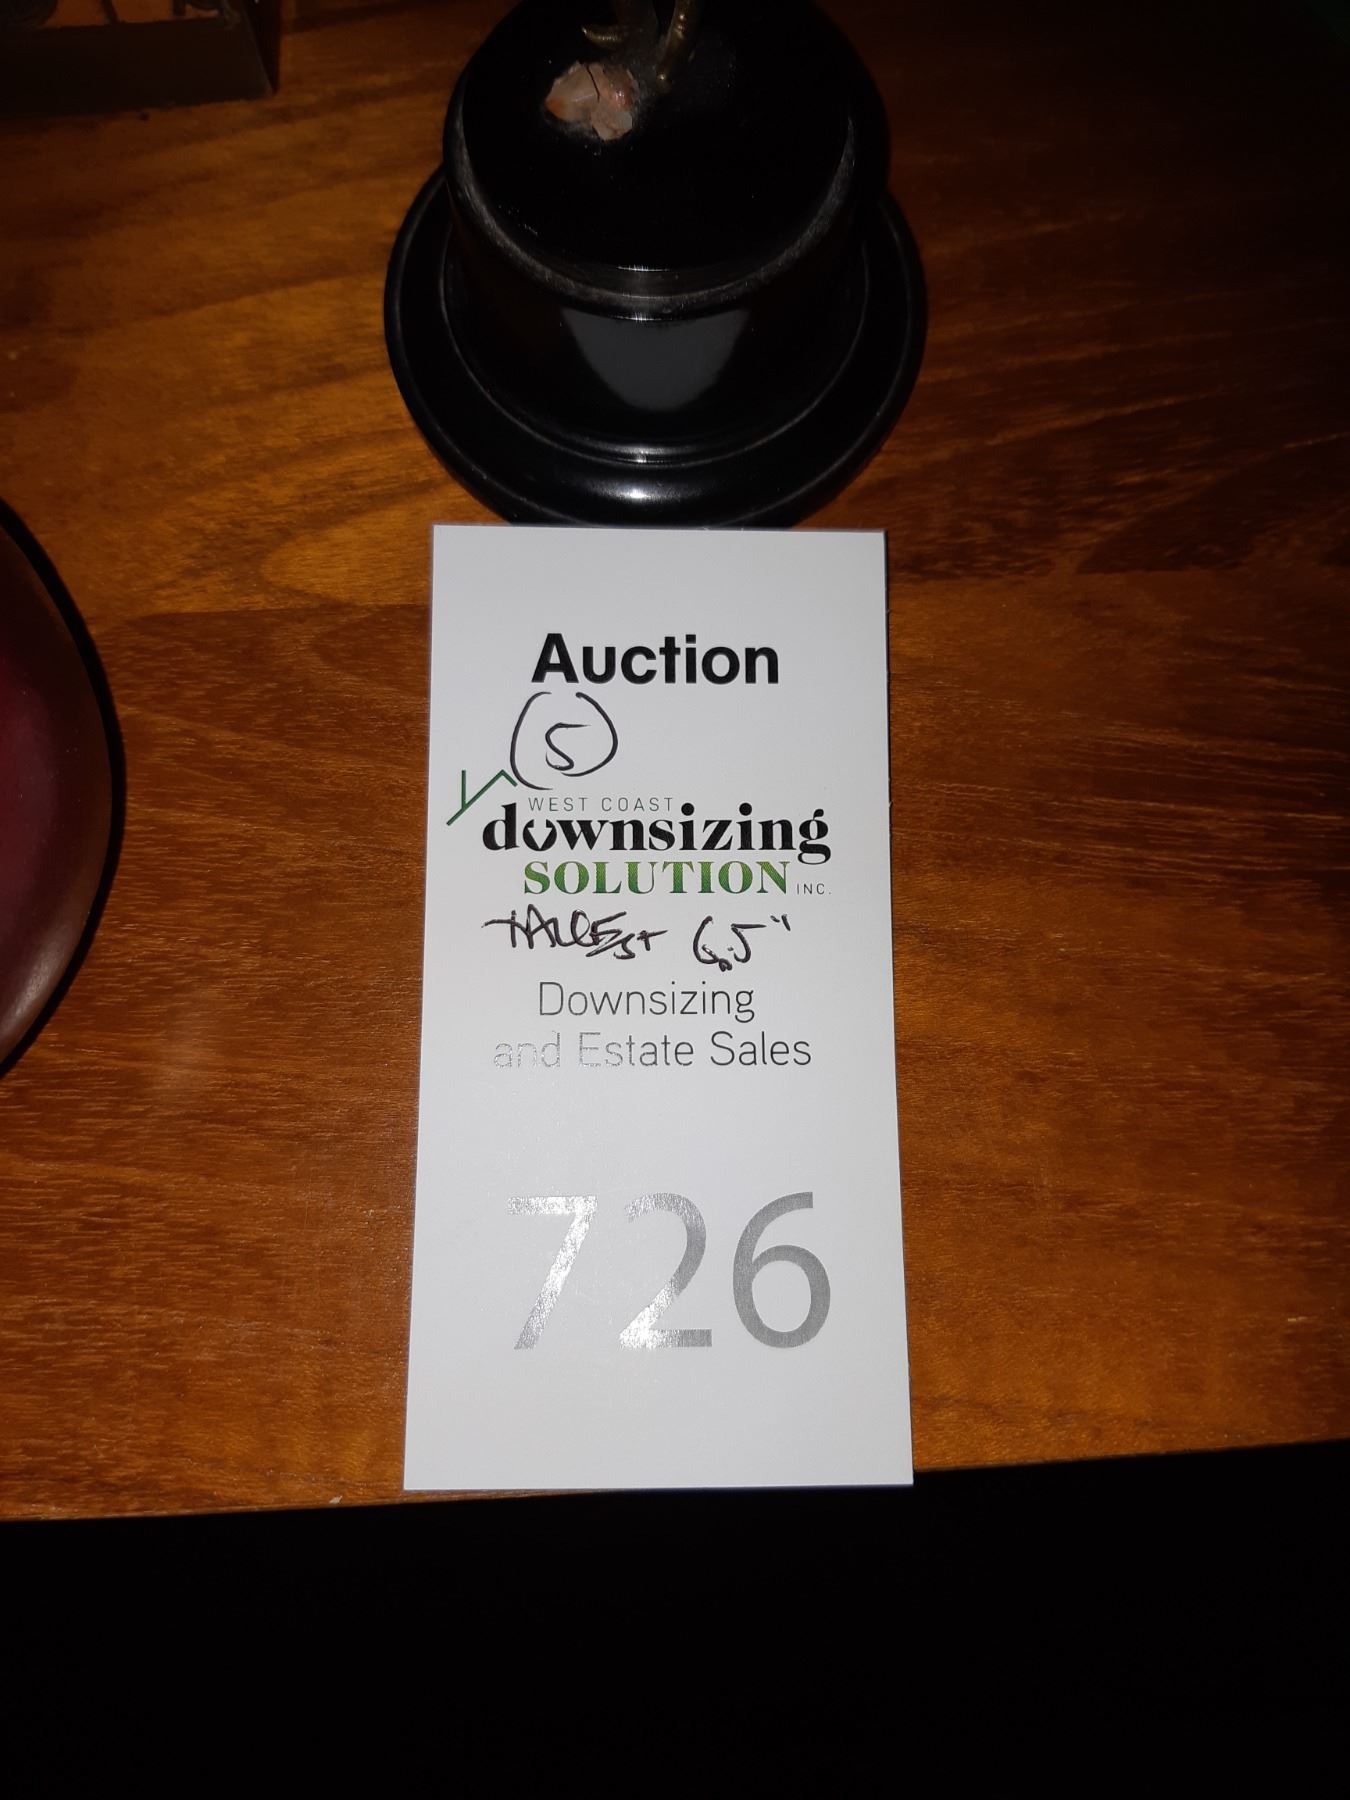 Auction
5
WEST COAST
downsizing
SOLUTION INC.
TALLEST 6.5"
Downsizing
and Estate Sales
726